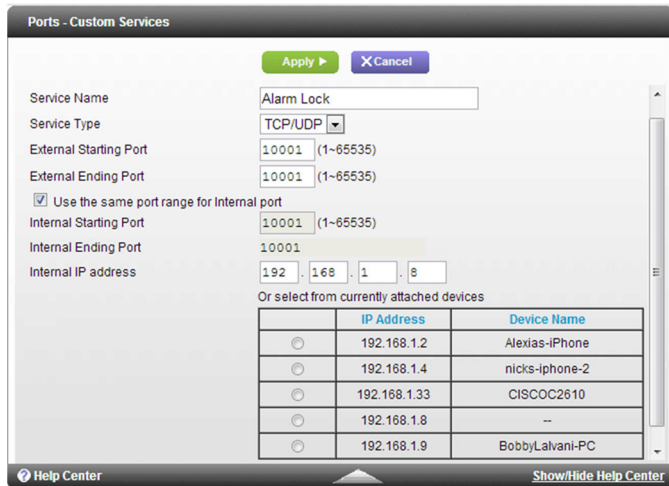 Ports - Custom Services
Apply
X Cancel
Service Name Alarm Lock
Service Type TCP/UDP
External Starting Port 10001 (1~65535)
External Ending Port 10001 (1~65535)
Use the same port range for Internal port
Internal Starting Port 10001 (1~65535)
Internal Ending Port 10001
Internal IP address 192 . 168 . 1 . 8
Or select from currently attached devices
IP Address Device Name
192.168.1.2 Alexias-iPhone
192.168.1.4 nicks-iphone-2
192.168.1.33 CISCOC2610
192.168.1.8 --
192.168.1.9 BobbyLalvani-PC
? Help Center Show/Hide Help Center